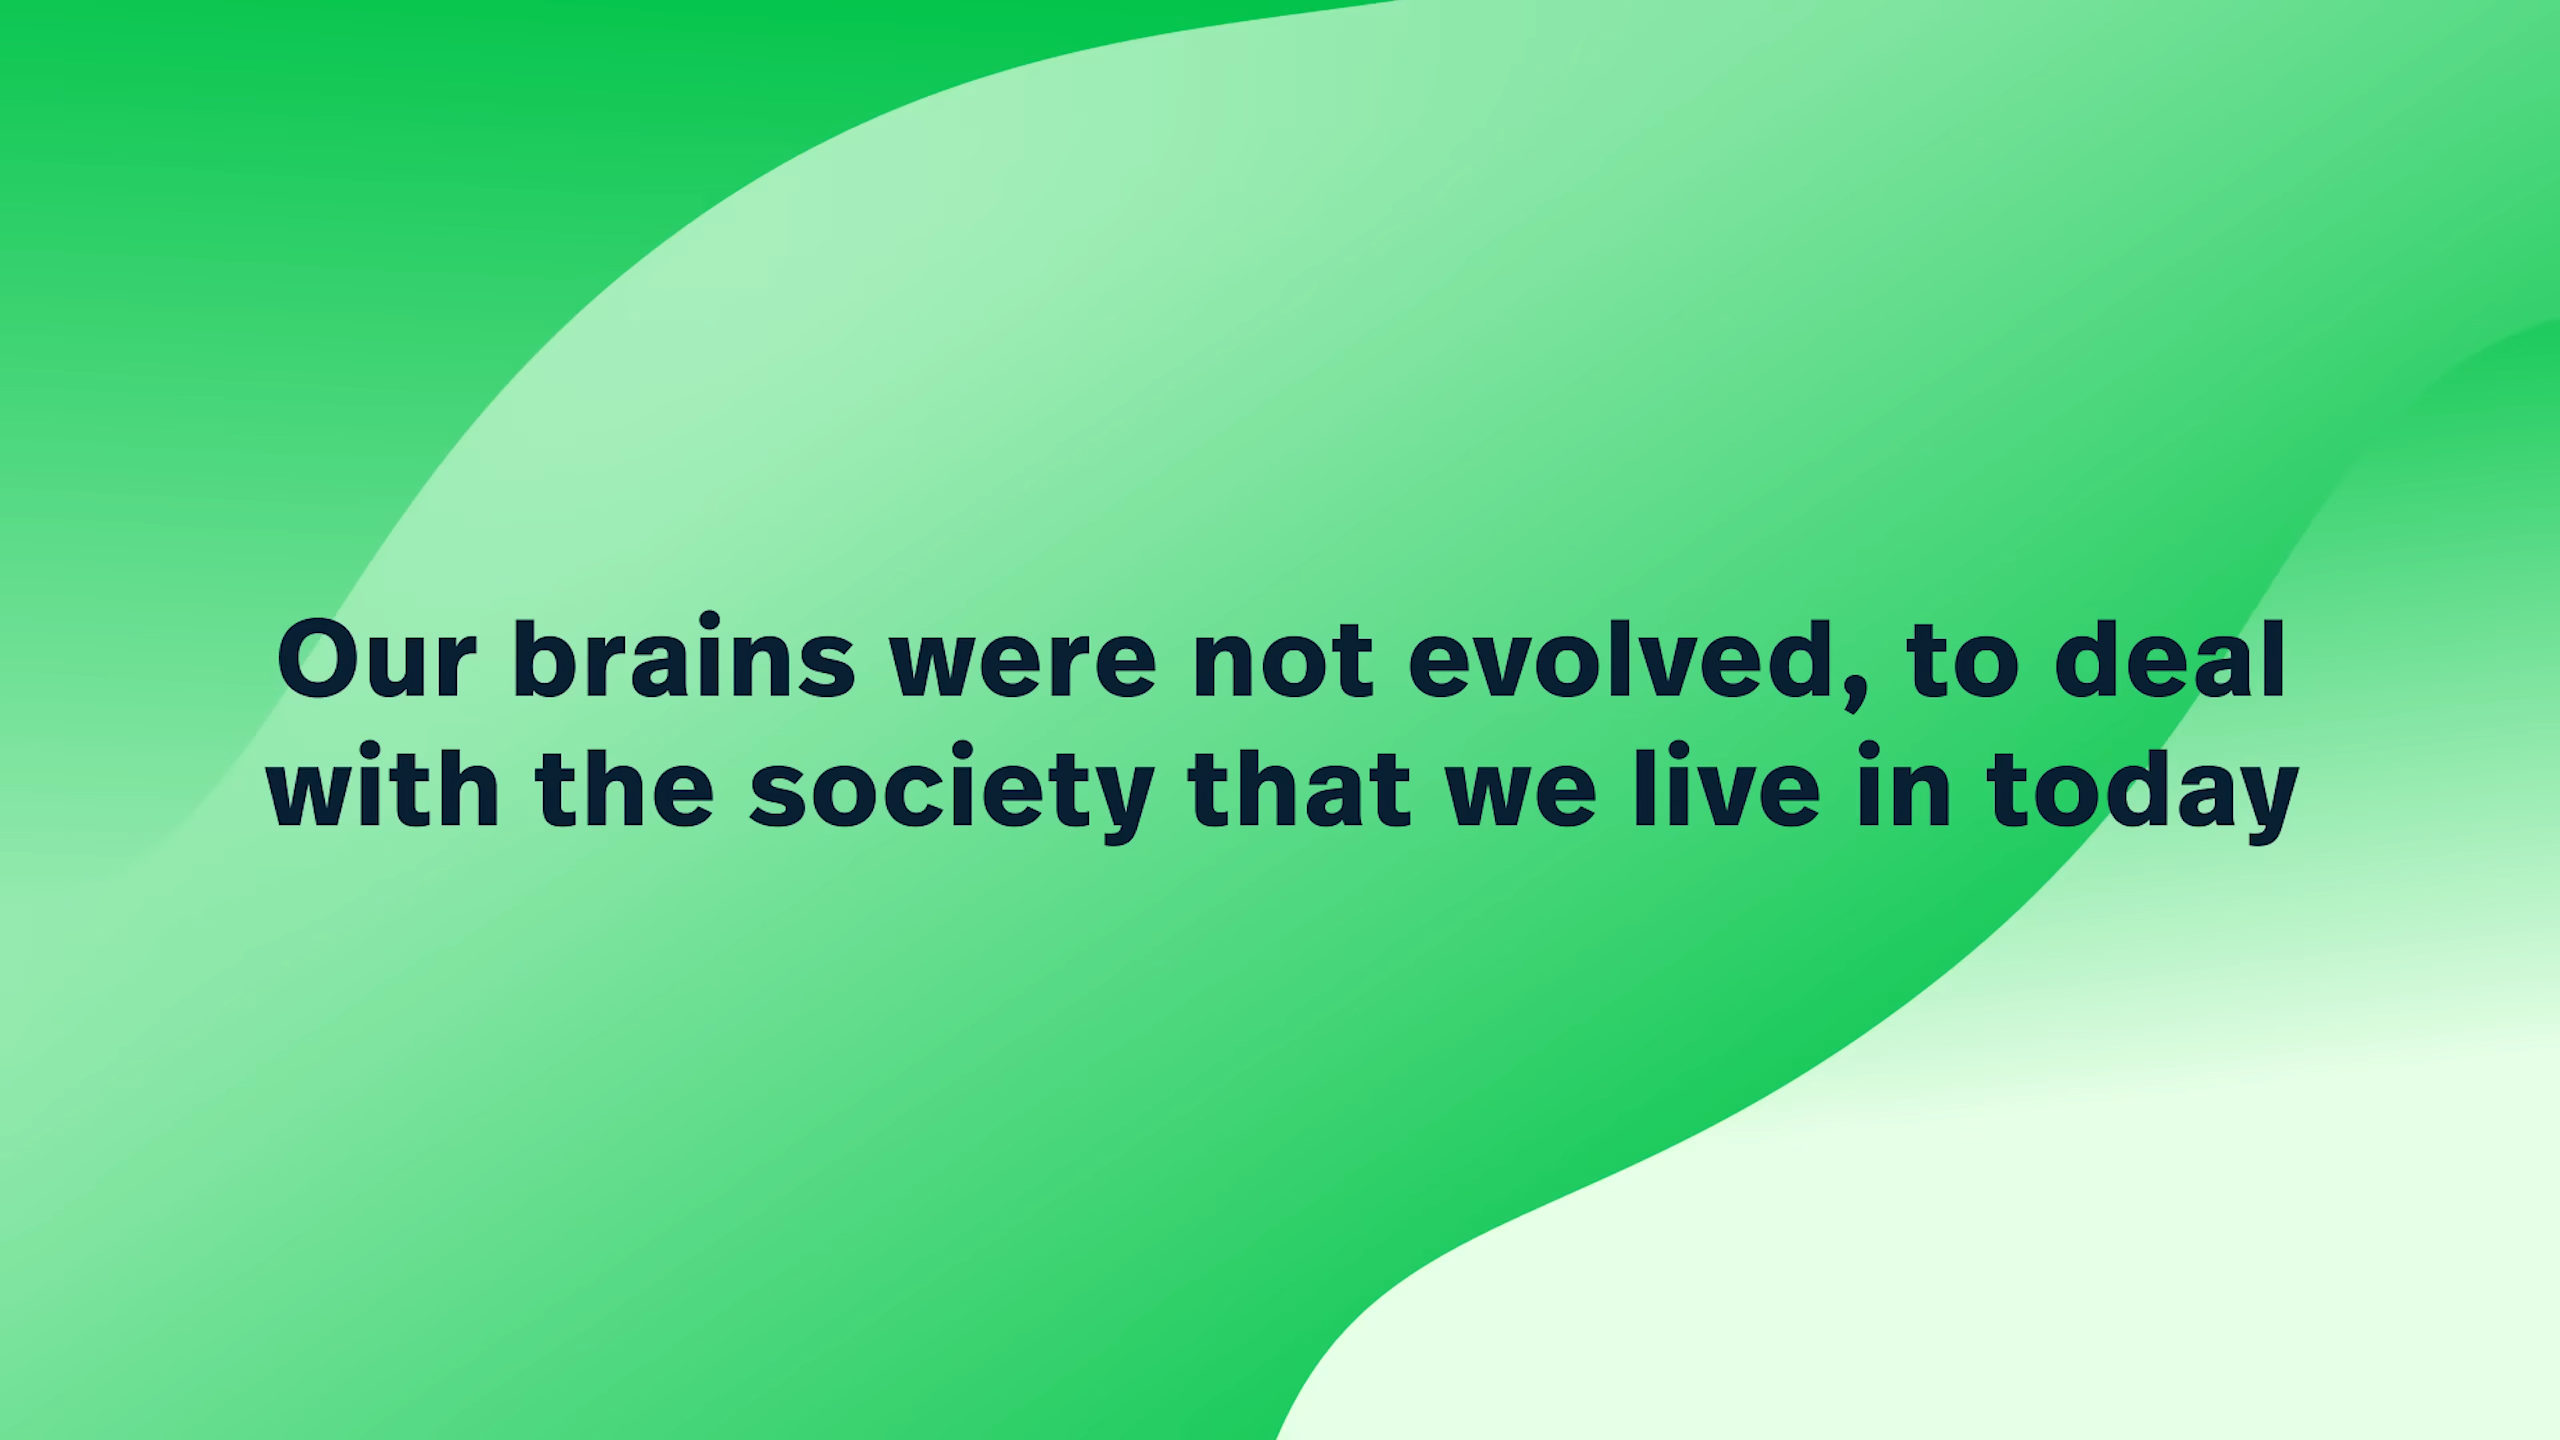 Our brains were not evolved, to deal
with the society that we live in today